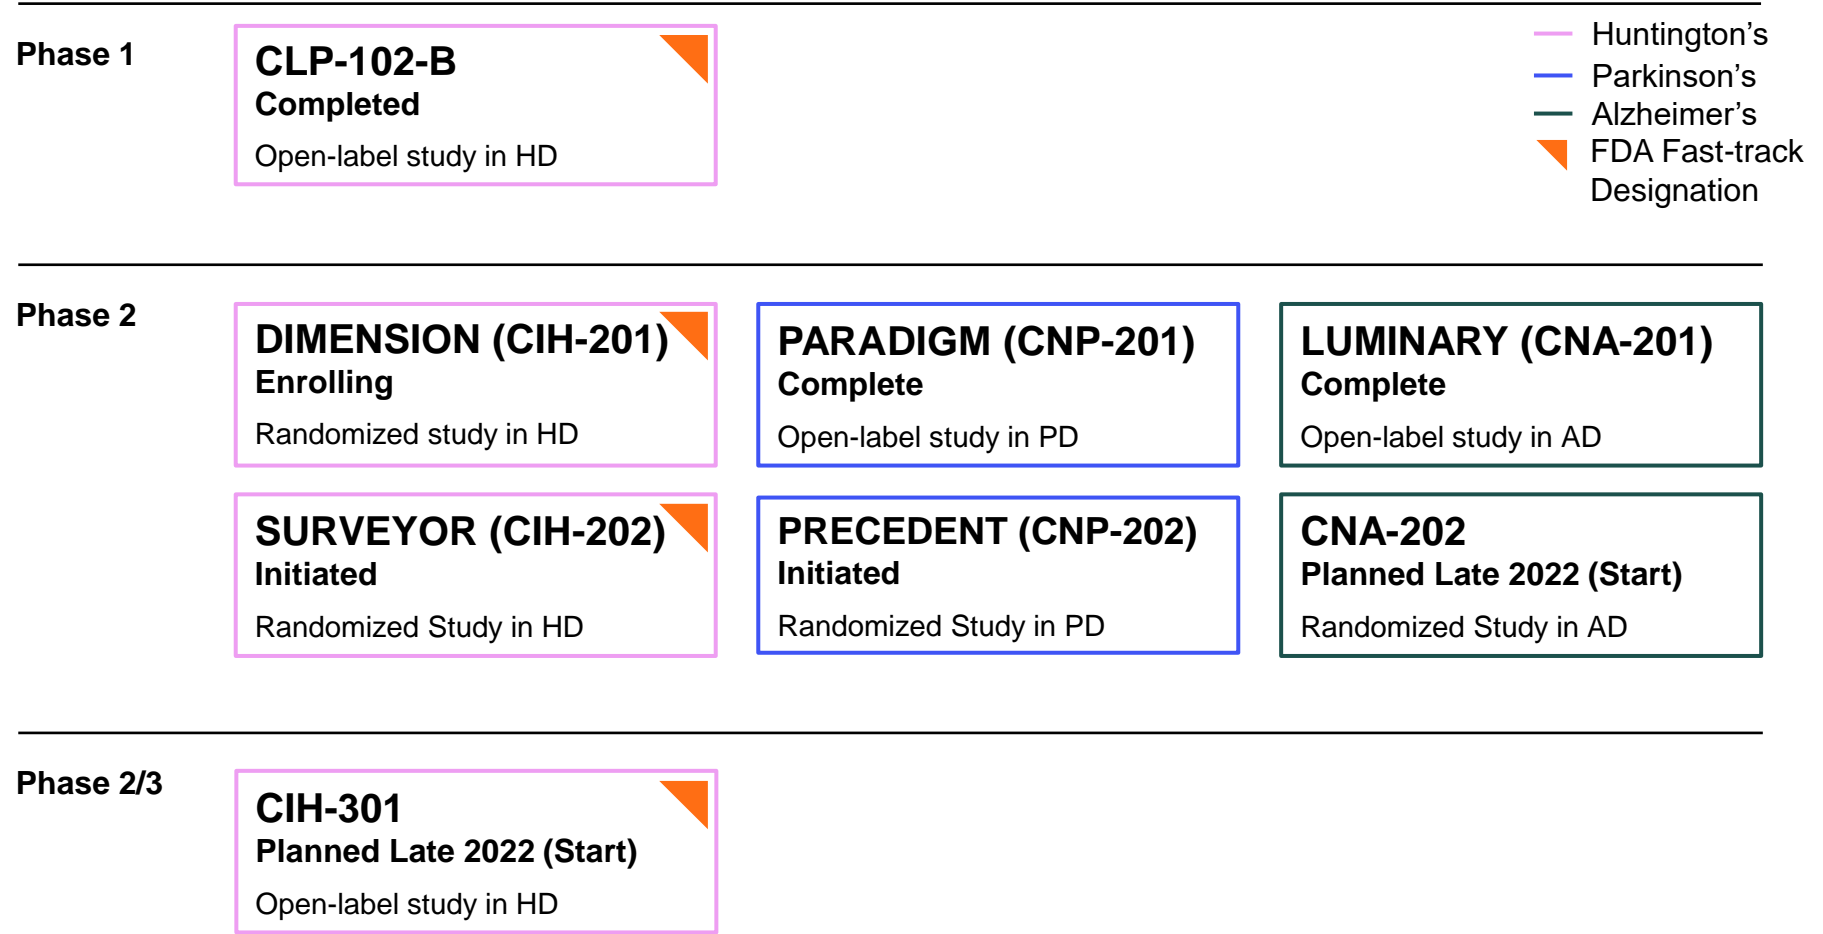 Phase 1
CLP-102-B
Completed
Open-label study in HD
Huntington's
Parkinson's
Alzheimer's
FDA Fast-track
Designation
Phase 2
DIMENSION (CIH-201)
Enrolling
Randomized study in HD
PARADIGM (CNP-201)
Complete
Open-label study in PD
LUMINARY (CNA-201)
Complete
Open-label study in AD
SURVEYOR (CIH-202)
Initiated
Randomized Study in HD
PRECEDENT (CNP-202)
Initiated
Randomized Study in PD
CNA-202
Planned Late 2022 (Start)
Randomized Study in AD
Phase 2/3
CIH-301
Planned Late 2022 (Start)
Open-label study in HD